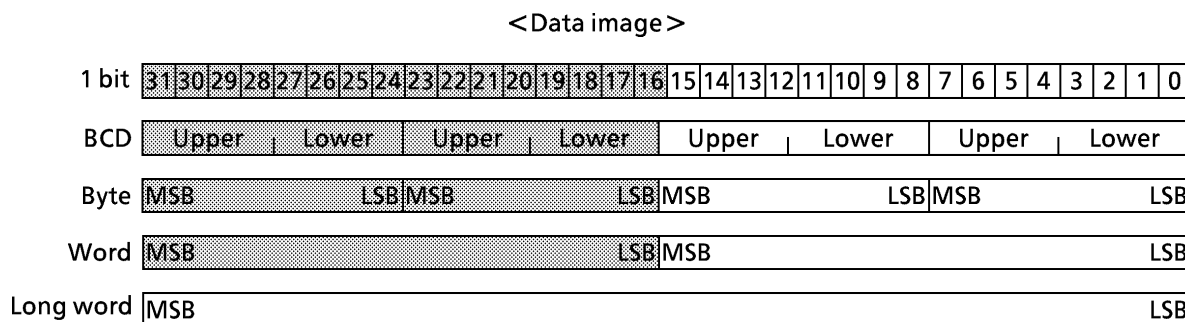 <Data image>
1 bit 31 30 29 28 27 26 25 24 23 22 21 20 19 18 17 16 15 14 13 12 11 10 9 8 7 6 5 4 3 2 1 0
BCD Upper Lower Upper Lower Upper Lower Upper Lower
Byte MSB LSB MSB LSB MSB LSB MSB LSB
Word MSB LSB MSB LSB
Long word MSB LSB